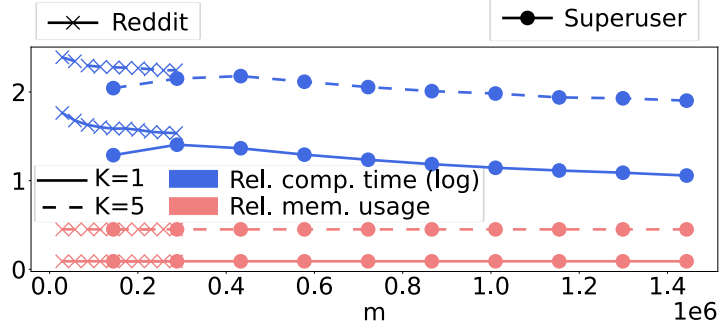 Reddit
Superuser
2
1
0
K=1
K=5
Rel. comp. time (log)
Rel. mem. usage
0.0 0.2 0.4 0.6 0.8 1.0 1.2 1.4
m
1e6